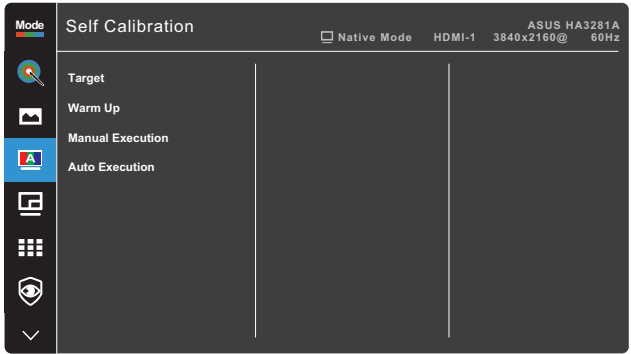 Mode
Self Calibration
ASUS HA3281A
Native Mode HDMI-1 3840x2160@ 60Hz
A
Target
Warm Up
Manual Execution
Auto Execution